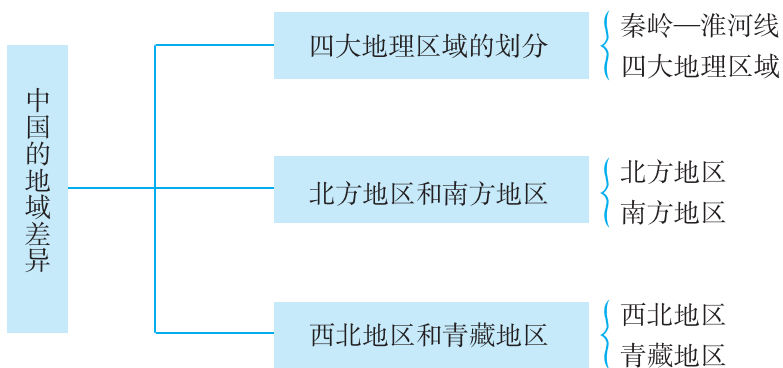 中国的地域差异
四大地理区域的划分
秦岭—淮河线
四大地理区域
北方地区和南方地区
北方地区
南方地区
西北地区和青藏地区
西北地区
青藏地区